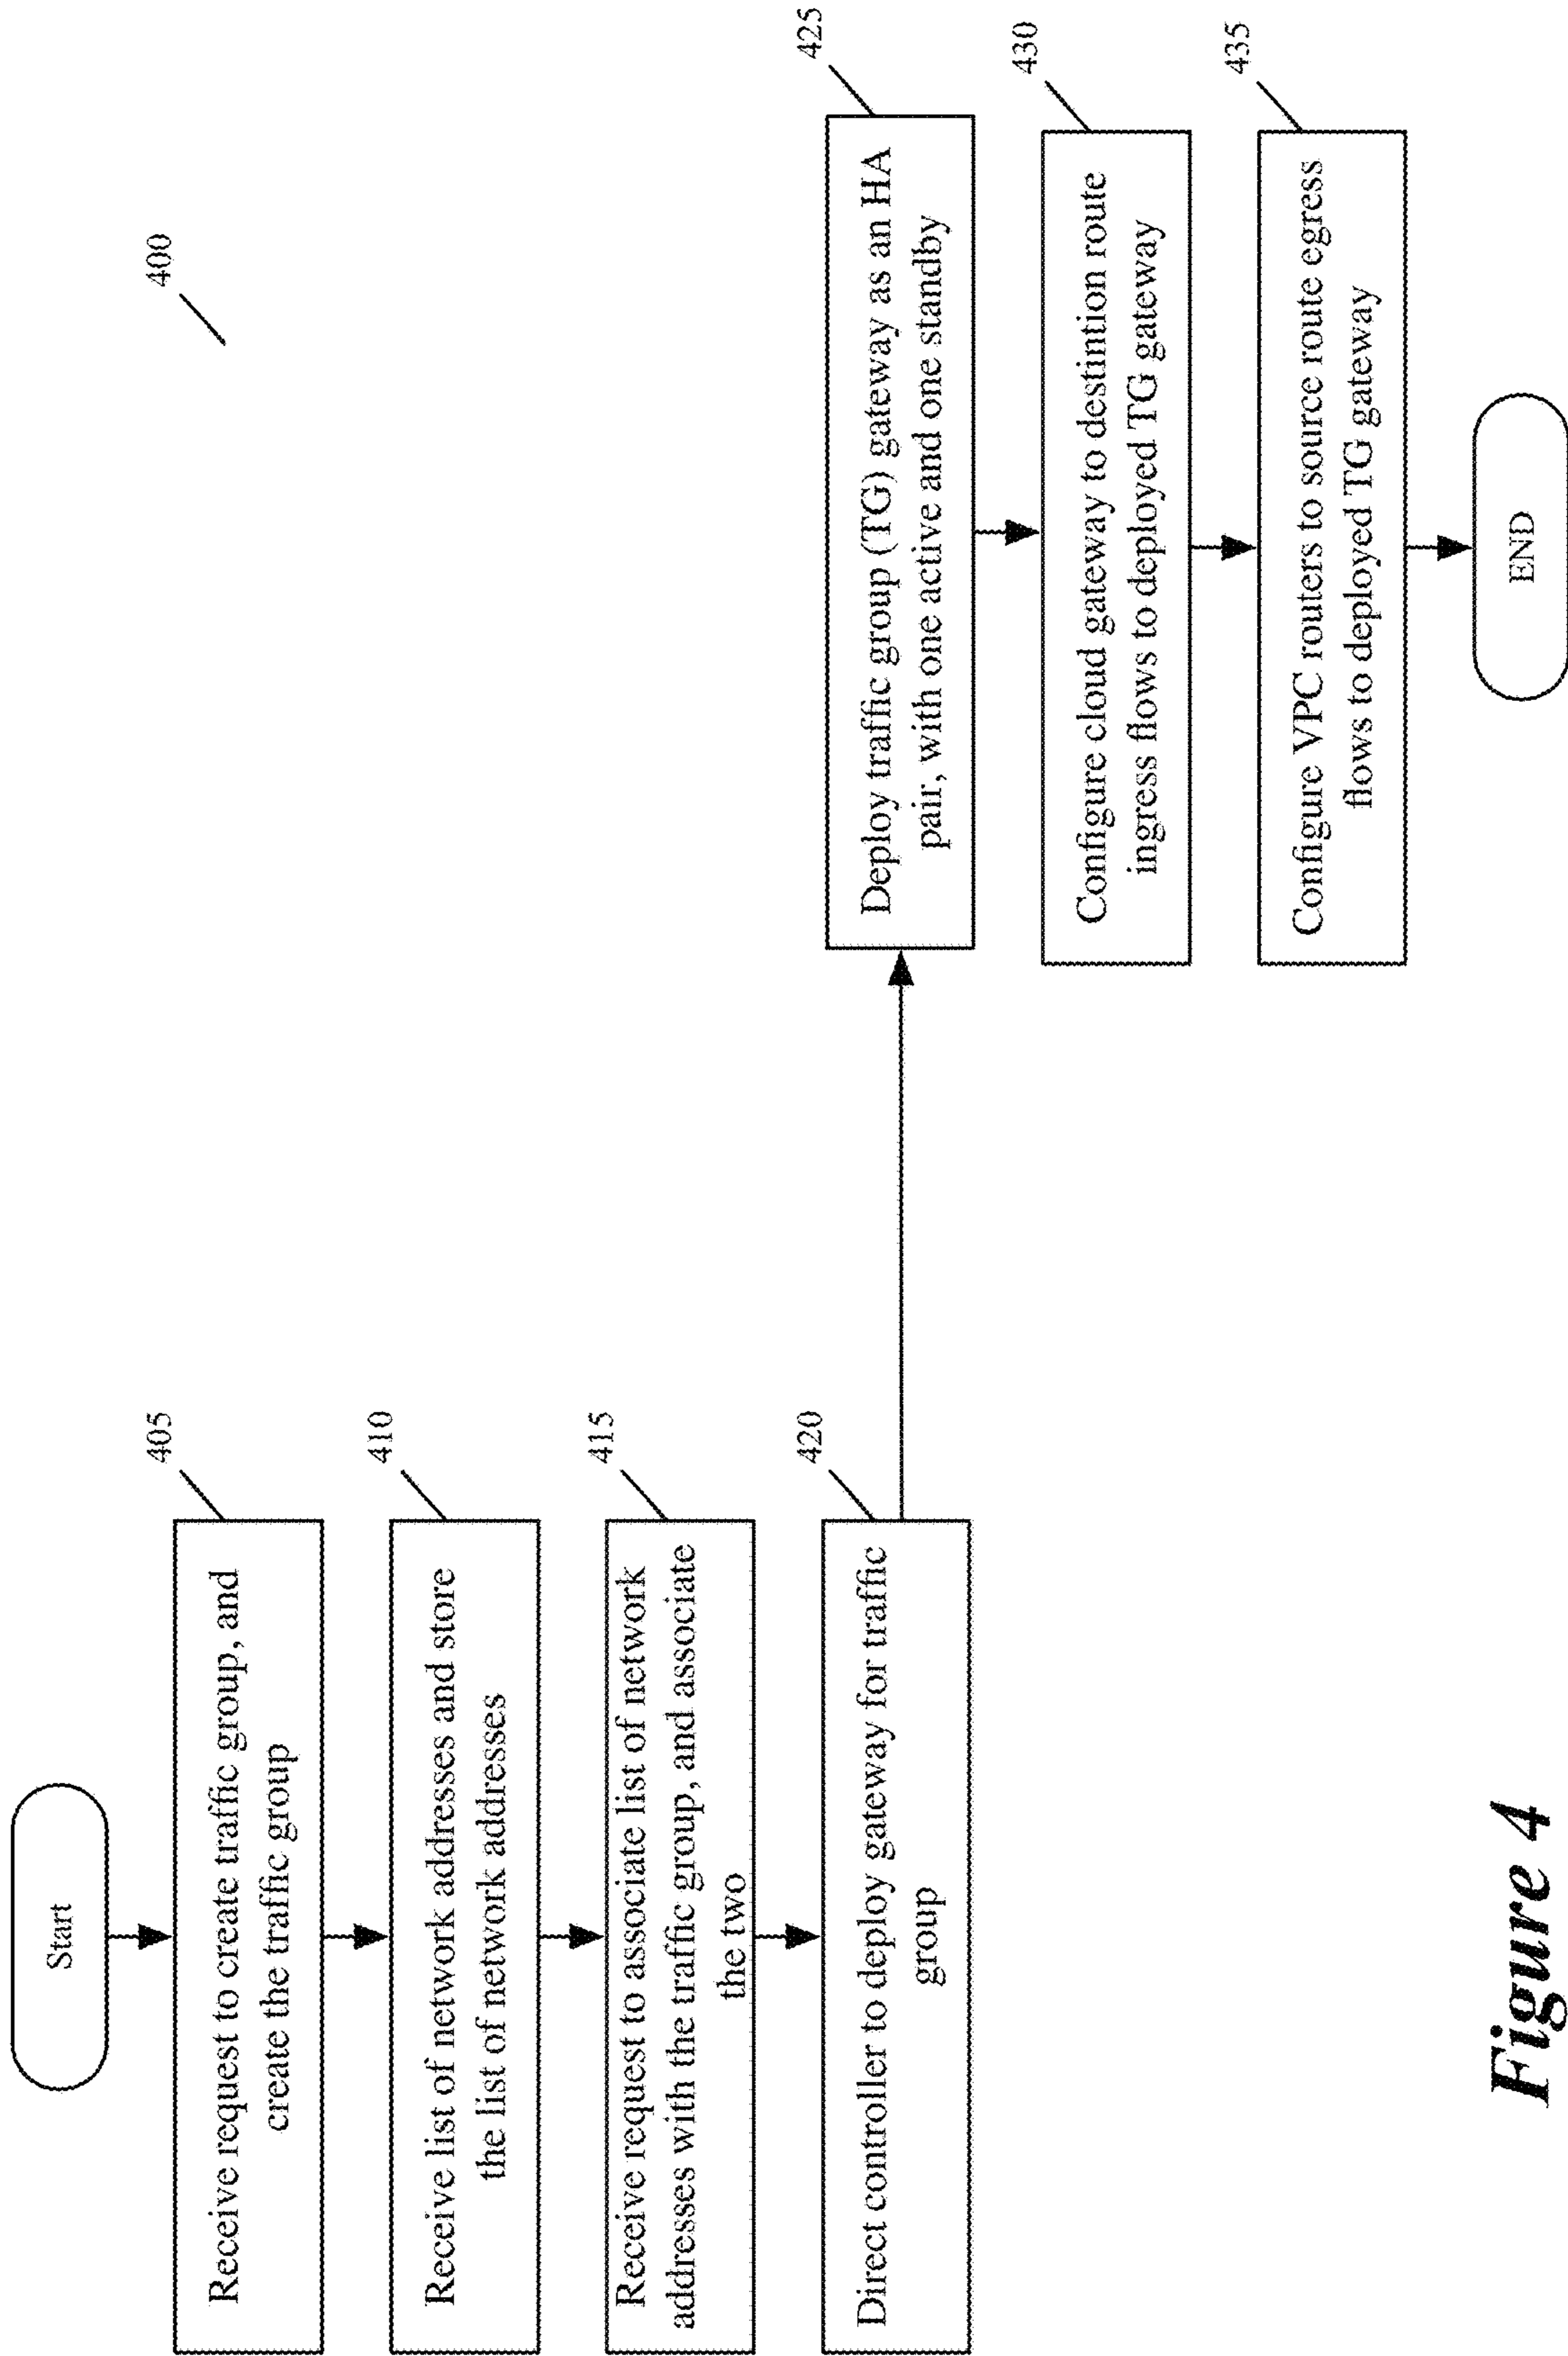 400
Start
405
Receive request to create traffic group, and
create the traffic group
410
Receive list of network addresses and store
the list of network addresses
415
Receive request to associate list of network
addresses with the traffic group, and associate
the two
420
Direct controller to deploy gateway for traffic
group
425
Deploy traffic group (TG) gateway as an HA
pair, with one active and one standby
430
Configure cloud gateway to destintion route
ingress flows to deployed TG gateway
435
Configure VPC routers to source route egress
flows to deployed TG gateway
END
Figure 4